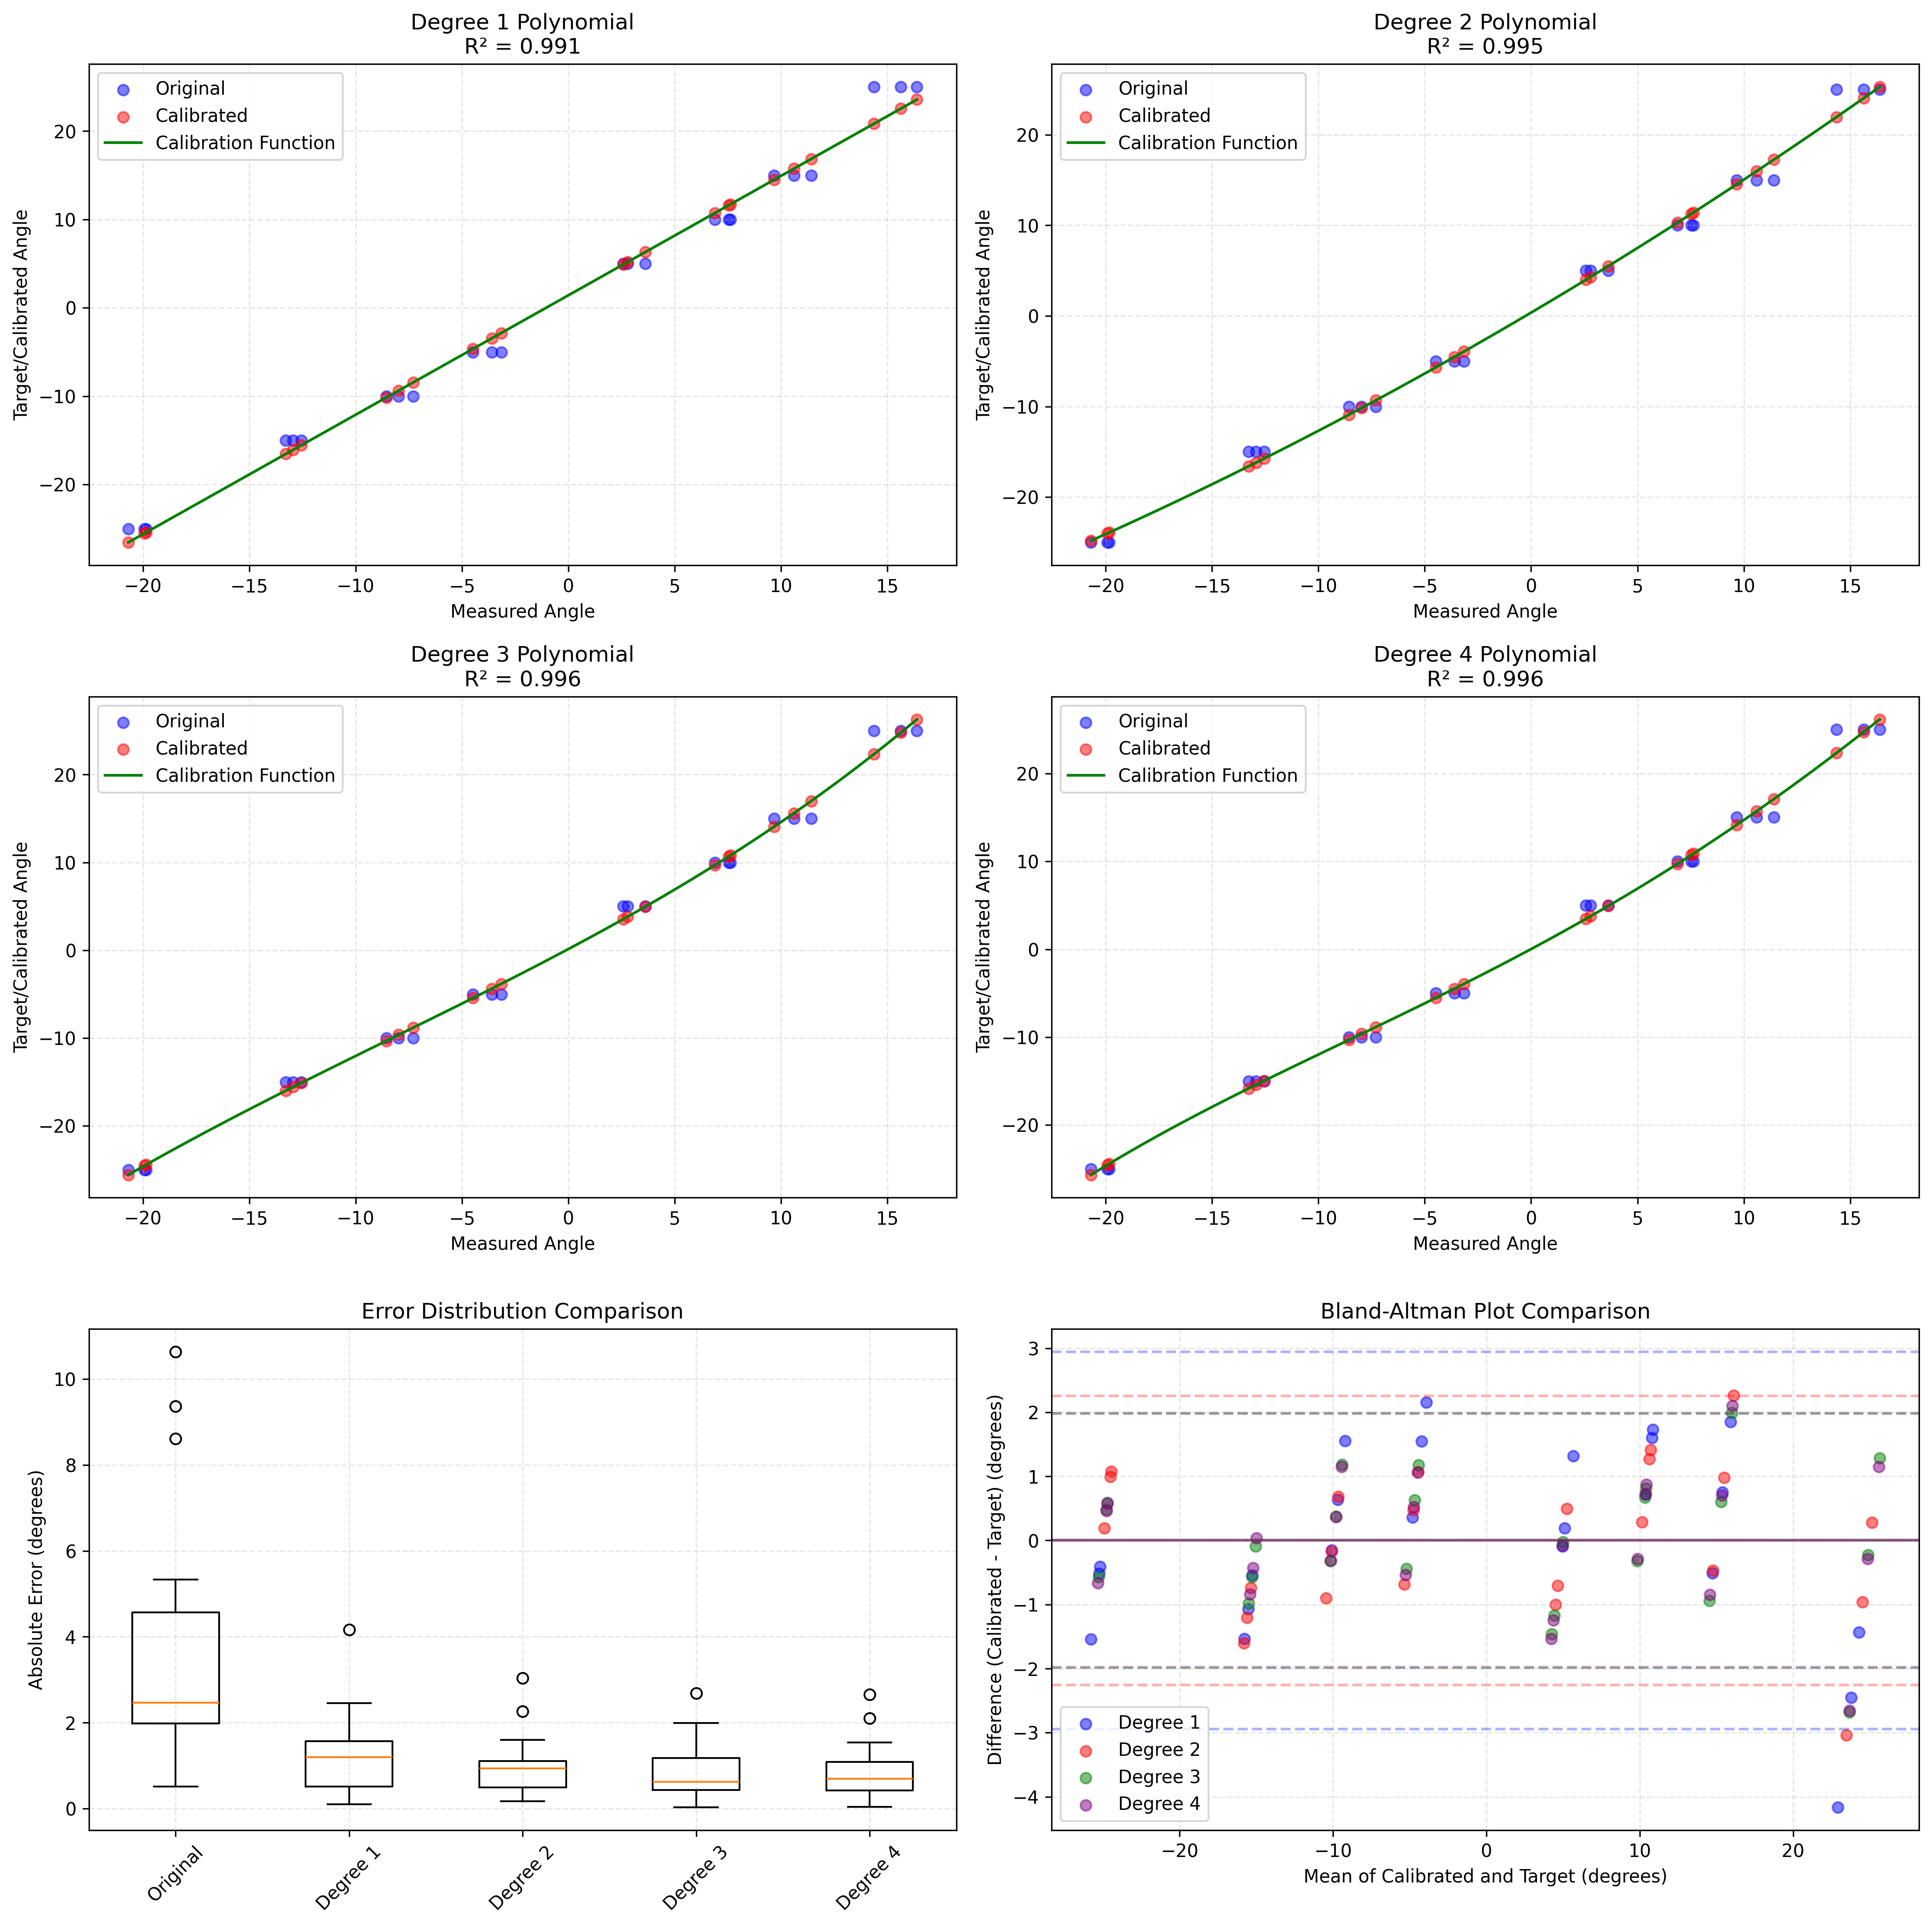 Degree 1 Polynomial
R² = 0.991
Original
Calibrated
Calibration Function
20
10
0
−10
−20
Target/Calibrated Angle
−20 −15 −10 −5 0 5 10 15
Measured Angle
Degree 2 Polynomial
R² = 0.995
Original
Calibrated
Calibration Function
20
10
0
−10
−20
Target/Calibrated Angle
−20 −15 −10 −5 0 5 10 15
Measured Angle
Degree 3 Polynomial
R² = 0.996
Original
Calibrated
Calibration Function
20
10
0
−10
−20
Target/Calibrated Angle
−20 −15 −10 −5 0 5 10 15
Measured Angle
Degree 4 Polynomial
R² = 0.996
Original
Calibrated
Calibration Function
20
10
0
−10
−20
Target/Calibrated Angle
−20 −15 −10 −5 0 5 10 15
Measured Angle
Error Distribution Comparison
10
8
6
4
2
0
Absolute Error (degrees)
Original
Degree 1
Degree 2
Degree 3
Degree 4
Bland-Altman Plot Comparison
3
2
1
0
−1
−2
−3
−4
Difference (Calibrated - Target) (degrees)
Degree 1
Degree 2
Degree 3
Degree 4
−20 −10 0 10 20
Mean of Calibrated and Target (degrees)